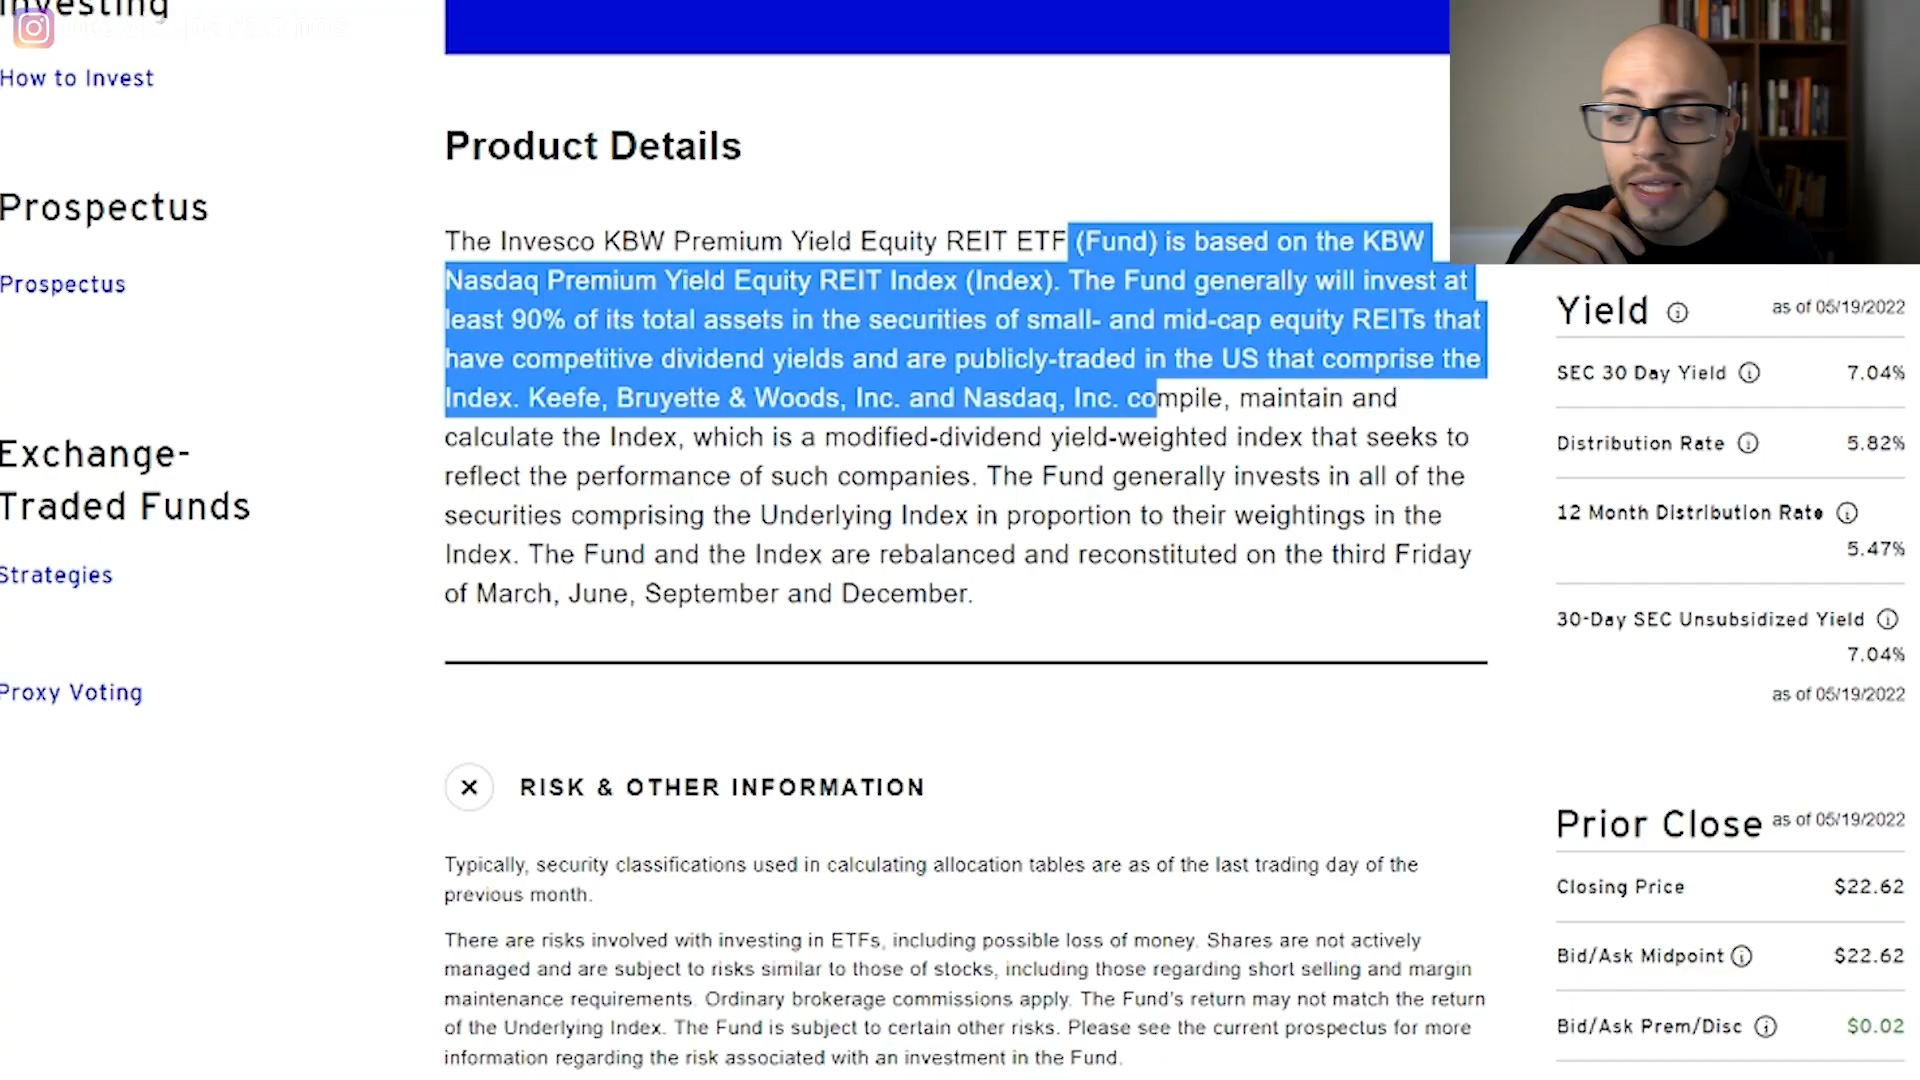 Investing
How to Invest
Prospectus
Prospectus
Exchange-
Traded Funds
Strategies
Proxy Voting
Product Details
The Invesco KBW Premium Yield Equity REIT ETF (Fund) is based on the KBW
Nasdaq Premium Yield Equity REIT Index (Index). The Fund generally will invest at
least 90% of its total assets in the securities of small- and mid-cap equity REITs that
have competitive dividend yields and are publicly-traded in the US that comprise the
Index. Keefe, Bruyette & Woods, Inc. and Nasdaq, Inc. compile, maintain and
calculate the Index, which is a modified-dividend yield-weighted index that seeks to
reflect the performance of such companies. The Fund generally invests in all of the
securities comprising the Underlying Index in proportion to their weightings in the
Index. The Fund and the Index are rebalanced and reconstituted on the third Friday
of March, June, September and December.
RISK & OTHER INFORMATION
Typically, security classifications used in calculating allocation tables are as of the last trading day of the
previous month.
There are risks involved with investing in ETFs, including possible loss of money. Shares are not actively
managed and are subject to risks similar to those of stocks, including those regarding short selling and margin
maintenance requirements. Ordinary brokerage commissions apply. The Fund's return may not match the return
of the Underlying Index. The Fund is subject to certain other risks. Please see the current prospectus for more
information regarding the risk associated with an investment in the Fund.
Yield as of 05/19/2022
SEC 30 Day Yield 7.04%
Distribution Rate 5.82%
12 Month Distribution Rate
5.47%
30-Day SEC Unsubsidized Yield
7.04%
as of 05/19/2022
Prior Close as of 05/19/2022
Closing Price $22.62
Bid/Ask Midpoint $22.62
Bid/Ask Prem/Disc $0.02